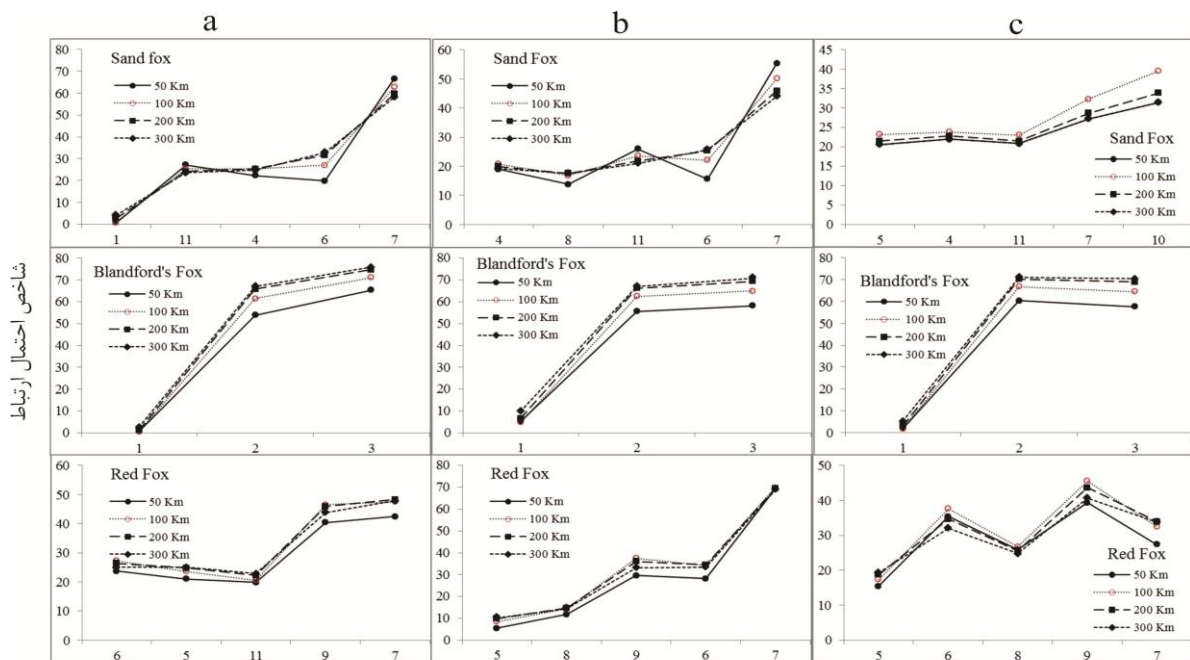 a b c
Sand fox
50 Km
100 Km
200 Km
300 Km
80
70
60
50
40
30
20
10
0
1 11 4 6 7
Sand Fox
50 Km
100 Km
200 Km
300 Km
60
50
40
30
20
10
0
4 8 11 6 7
Sand Fox
50 Km
100 Km
200 Km
300 Km
45
40
35
30
25
20
15
10
5
0
5 4 11 7 10
شاخص احتمال ارتباط
Blandford's Fox
50 Km
100 Km
200 Km
300 Km
80
70
60
50
40
30
20
10
0
1 2 3
Blandford's Fox
50 Km
100 Km
200 Km
300 Km
80
70
60
50
40
30
20
10
0
1 2 3
Blandford's Fox
50 Km
100 Km
200 Km
300 Km
80
70
60
50
40
30
20
10
0
1 2 3
Red Fox
50 Km
100 Km
200 Km
300 Km
60
50
40
30
20
10
0
6 5 11 9 7
Red Fox
50 Km
100 Km
200 Km
300 Km
80
70
60
50
40
30
20
10
0
5 8 9 6 7
Red Fox
50 Km
100 Km
200 Km
300 Km
50
40
30
20
10
0
5 6 8 9 7